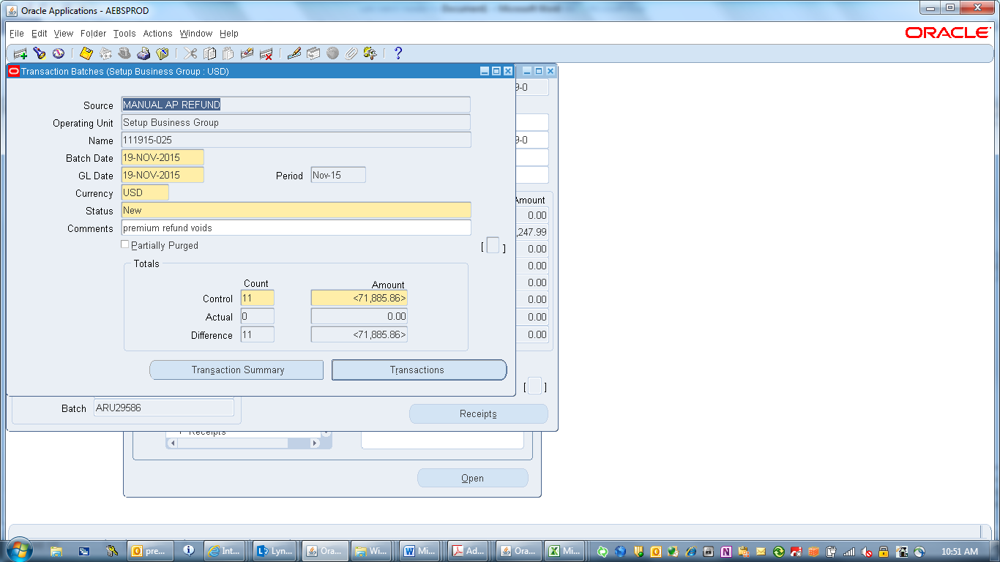 Oracle Applications - AEBSPROD
File Edit View Folder Tools Actions Window Help
ORACLE
Transaction Batches (Setup Business Group : USD)
Source MANUAL AP REFUND
Operating Unit Setup Business Group
Name 111915-025
Batch Date 19-NOV-2015
GL Date 19-NOV-2015 Period Nov-15
Currency USD
Status New
Comments premium refund voids
Partially Purged [ ]
Totals
Count Amount
Control 11 <71,885.86>
Actual 0 0.00
Difference 11 <71,885.86>
Transaction Summary Transactions
9-0
9-0
Amount
0.00
,247.99
0.00
0.00
0.00
0.00
0.00
0.00
[ ]
Batch ARU29586
Receipts
Receipts
Open
pre... Int... Lyn... Ora... Wi... Mi... Ad... Ora... Mi... 10:51 AM